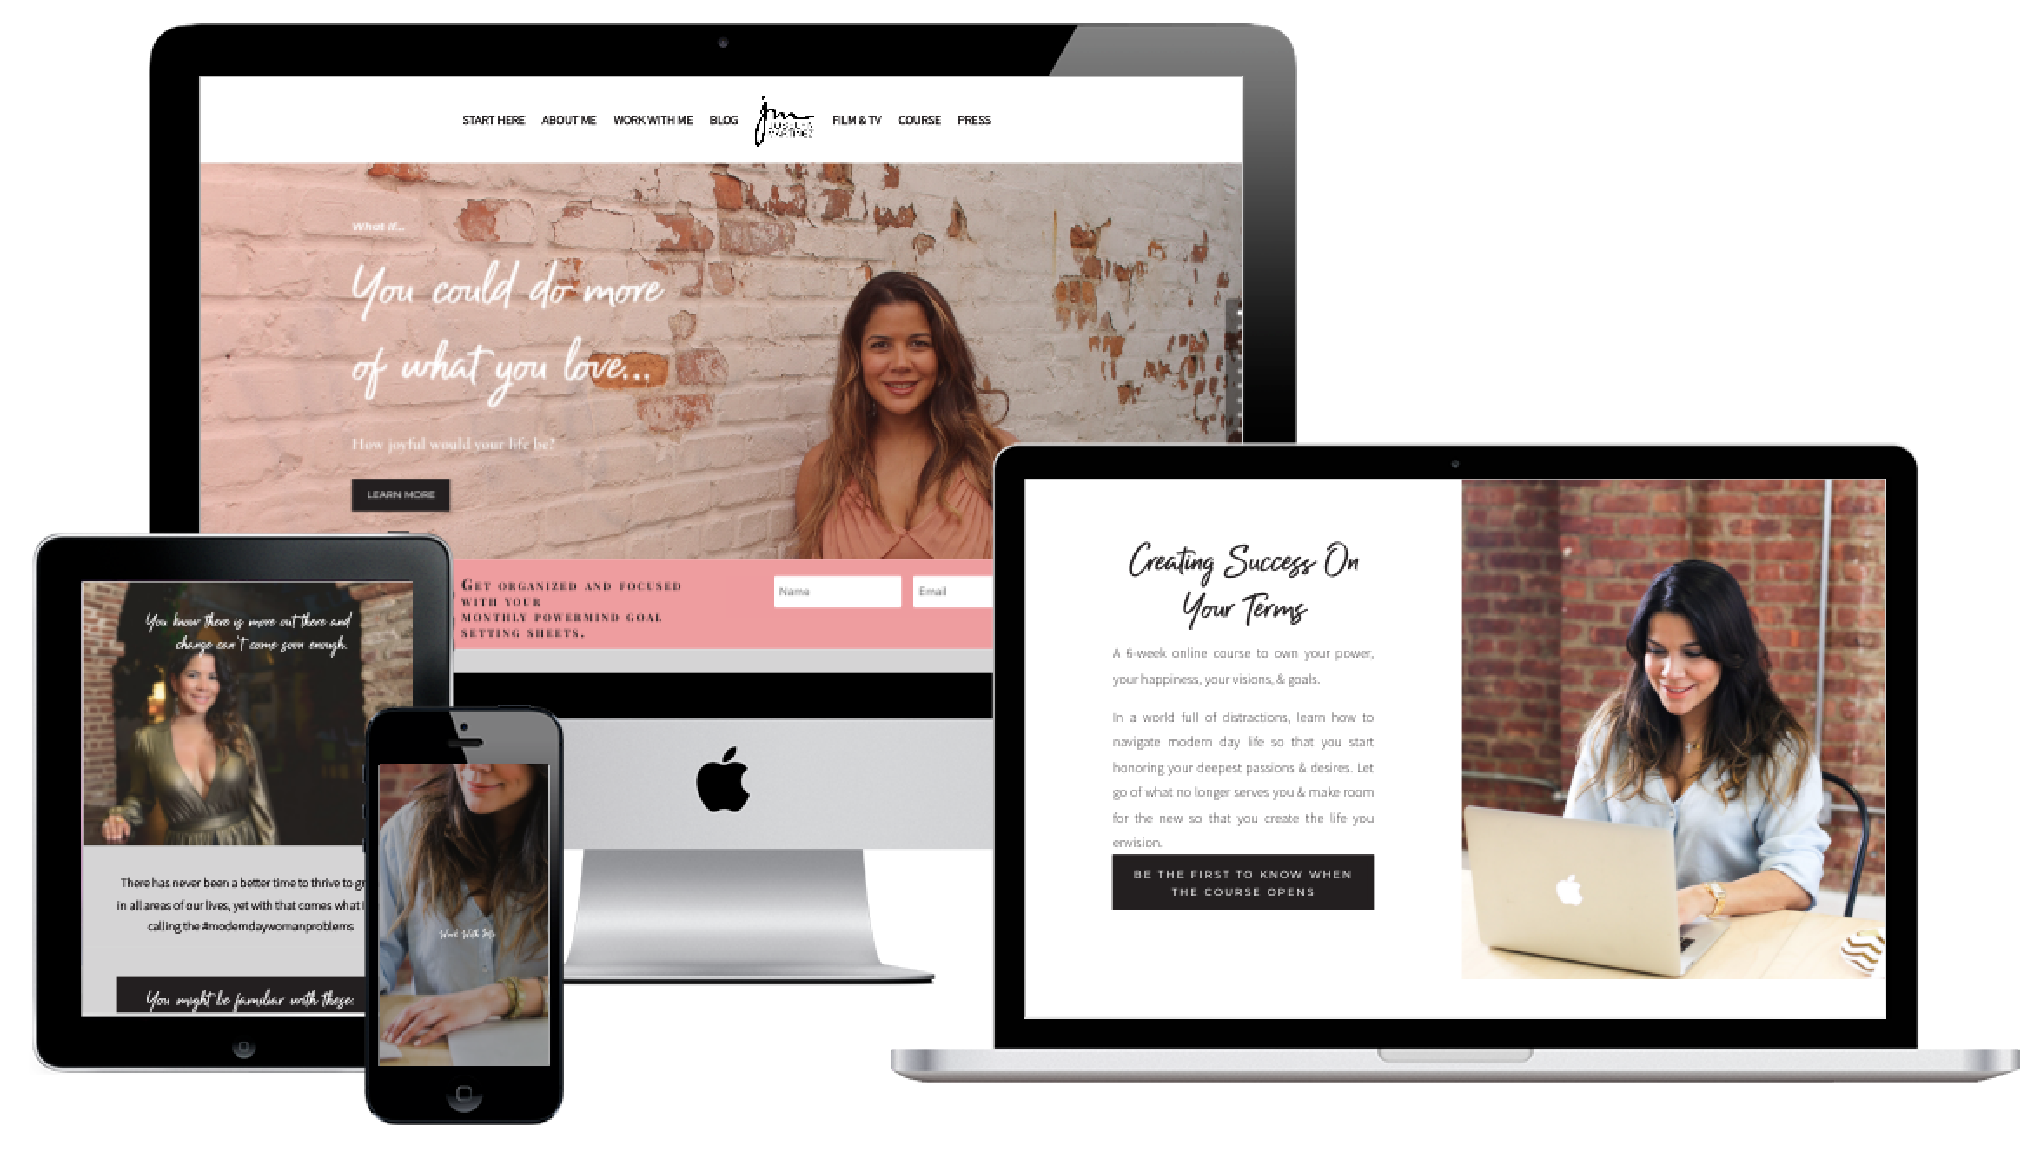 START HERE ABOUT ME WORK WITH ME BLOG jm FILM & TV COURSE PRESS
MARTINEZ
What if...
You could do more
of what you love...
How joyful would your life be?
LEARN MORE
GET ORGANIZED AND FOCUSED
WITH YOUR
MONTHLY POWERMIND GOAL
SETTING SHEETS.
Name Email
You know there is more out there and
change can't come soon enough.
There has never been a better time to thrive to
in all areas of our lives, yet with that comes what
calling the #moderndaywomanproblems
You might be familiar with these:
Work With Me
Creating Success On
Your Terms
A 6-week online course to own your power,
your happiness, your visions, & goals.
In a world full of distractions, learn how to
navigate modern day life so that you start
honoring your deepest passions & desires. Let
go of what no longer serves you & make room
for the new so that you create the life you
envision.
BE THE FIRST TO KNOW WHEN
THE COURSE OPENS